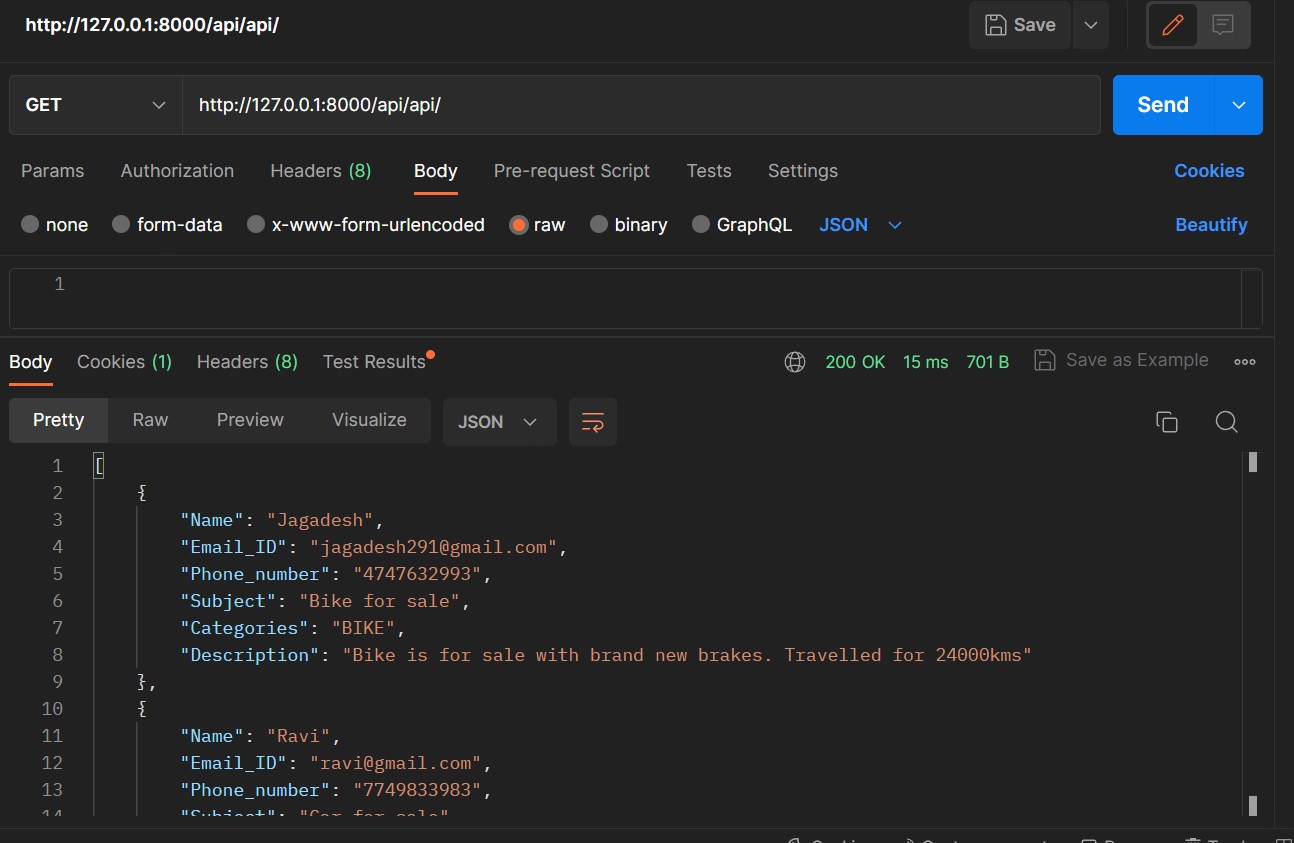 http://127.0.0.1:8000/api/api/
Save
GET
http://127.0.0.1:8000/api/api/
Send
Params Authorization Headers (8) Body Pre-request Script Tests Settings Cookies
none form-data x-www-form-urlencoded raw binary GraphQL JSON Beautify
1
Body Cookies (1) Headers (8) Test Results 200 OK 15 ms 701 B Save as Example
Pretty Raw Preview Visualize JSON
1 [
2 {
3 "Name": "Jagadesh",
4 "Email_ID": "jagadesh291@gmail.com",
5 "Phone_number": "4747632993",
6 "Subject": "Bike for sale",
7 "Categories": "BIKE",
8 "Description": "Bike is for sale with brand new brakes. Travelled for 24000kms"
9 },
10 {
11 "Name": "Ravi",
12 "Email_ID": "ravi@gmail.com",
13 "Phone_number": "7749833983",
14 "Subject": "Car for sale"